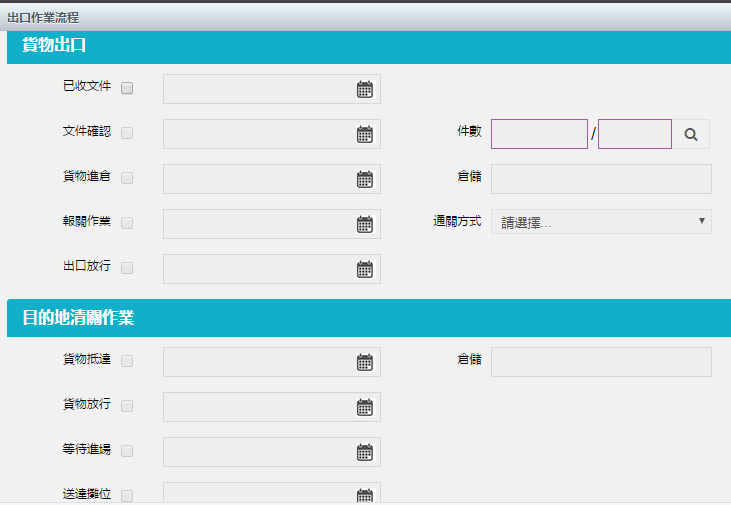 出口作業流程
貨物出口
已收文件
文件確認 件數 /
貨物進倉 倉儲
報關作業 通關方式 請選擇...
出口放行
目的地清關作業
貨物抵達 倉儲
貨物放行
等待進場
送達攤位